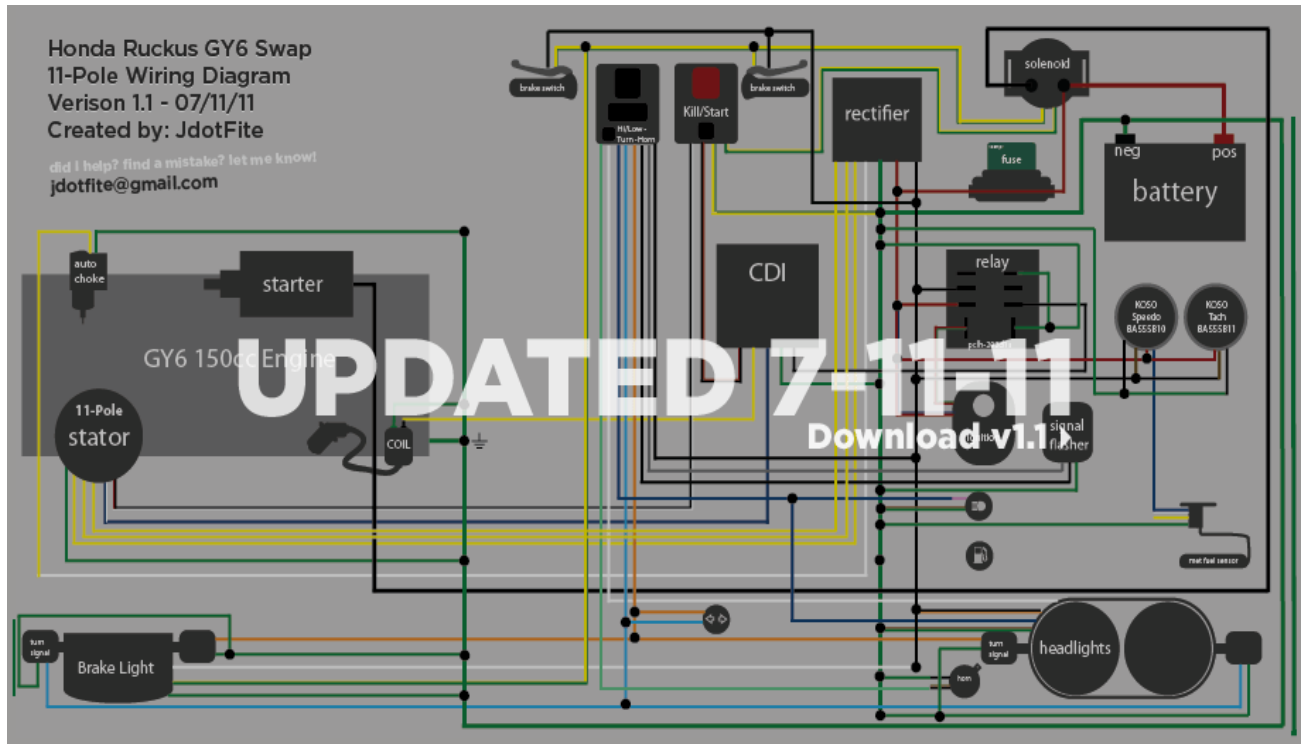 Honda Ruckus GY6 Swap
11-Pole Wiring Diagram
Verison 1.1 - 07/11/11
Created by: JdotFite
did I help? find a mistake? let me know!
jdotfite@gmail.com
brake switch
Hi/Low -
Turn-Horn
Kill/Start
brake switch
rectifier
solenoid
fuse
neg
pos
battery
auto
choke
starter
CDI
relay
KOSO
Speedo
BA555B10
KOSO
Tach
BA555B11
GY6 150cc Engine
UPDATED 7-11-11
Download v1.1
11-Pole
stator
COIL
signal
flasher
met fuel sensor
turn
signal
Brake Light
turn
signal
horn
headlights